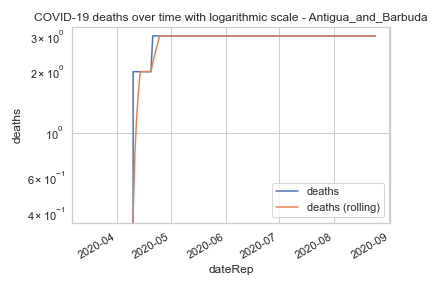 COVID-19 deaths over time with logarithmic scale - Antigua_and_Barbuda
3 × 10⁰
2 × 10⁰
10⁰
6 × 10⁻¹
4 × 10⁻¹
deaths
deaths
deaths (rolling)
2020-04
2020-05
2020-06
2020-07
2020-08
2020-09
dateRep